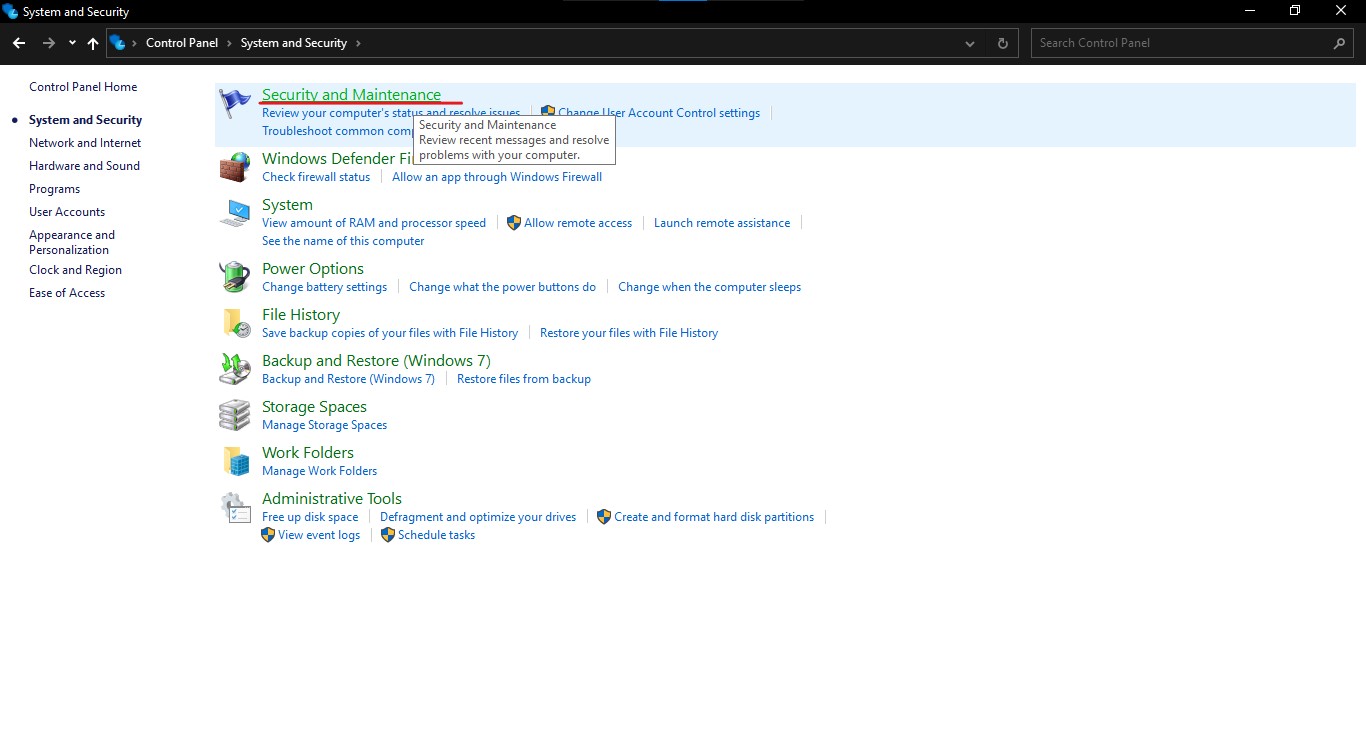 System and Security
Control Panel > System and Security >
Search Control Panel
Control Panel Home
System and Security
Network and Internet
Hardware and Sound
Programs
User Accounts
Appearance and
Personalization
Clock and Region
Ease of Access
Security and Maintenance
Review your computer's status and resolve issues
Change User Account Control settings
Troubleshoot common
Security and Maintenance
Review recent messages and resolve
problems with your computer.
Windows Defender
Check firewall status
Allow an app through Windows Firewall
System
View amount of RAM and processor speed
Allow remote access
Launch remote assistance
See the name of this computer
Power Options
Change battery settings
Change what the power buttons do
Change when the computer sleeps
File History
Save backup copies of your files with File History
Restore your files with File History
Backup and Restore (Windows 7)
Backup and Restore (Windows 7)
Restore files from backup
Storage Spaces
Manage Storage Spaces
Work Folders
Manage Work Folders
Administrative Tools
Free up disk space
Defragment and optimize your drives
Create and format hard disk partitions
View event logs
Schedule tasks